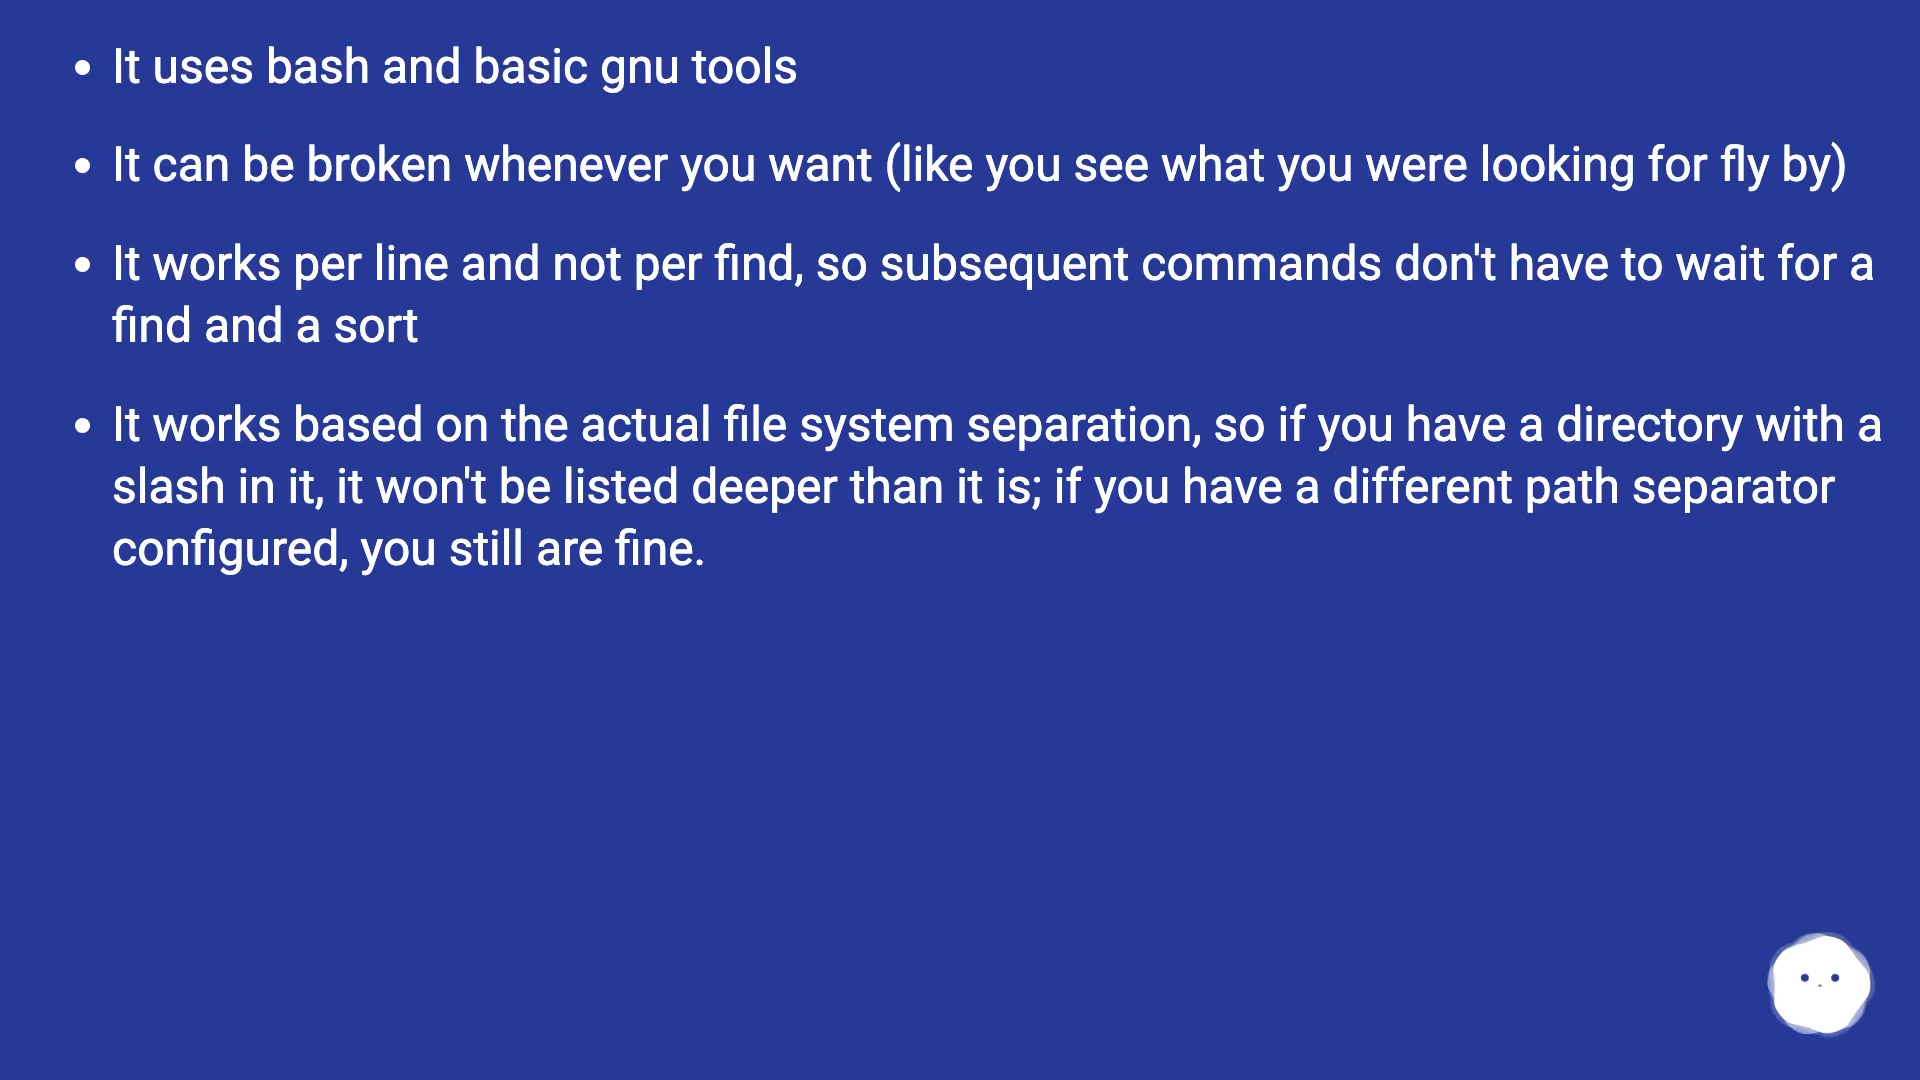 • It uses bash and basic gnu tools
• It can be broken whenever you want (like you see what you were looking for fly by)
• It works per line and not per find, so subsequent commands don't have to wait for a
find and a sort
• It works based on the actual file system separation, so if you have a directory with a
slash in it, it won't be listed deeper than it is; if you have a different path separator
configured, you still are fine.